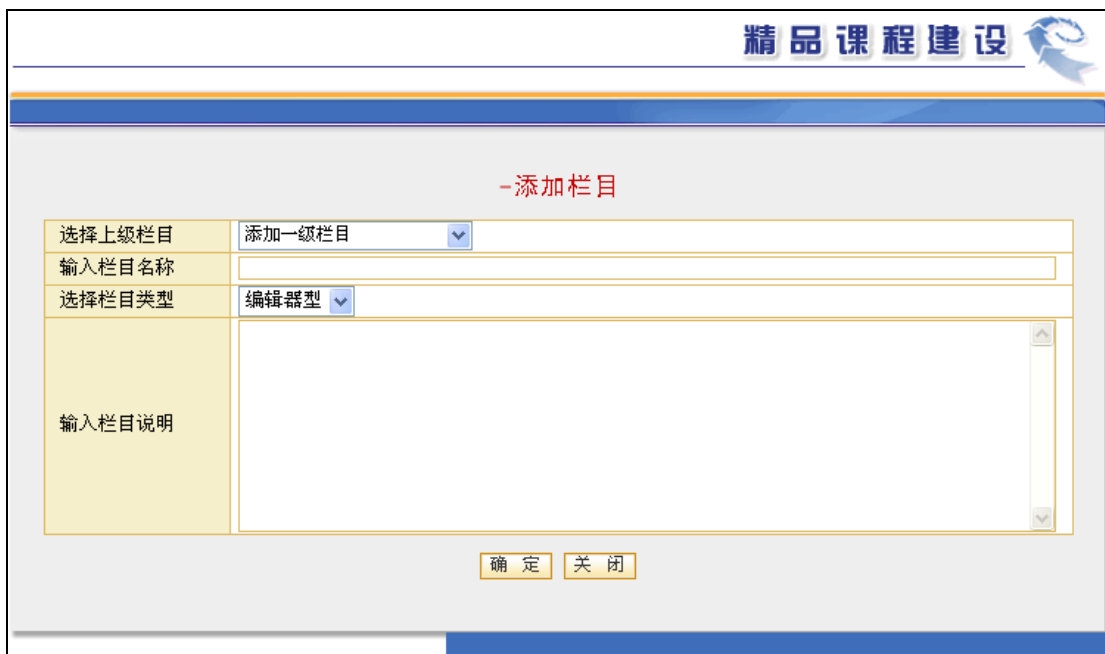 精品课程建设
-添加栏目
选择上级栏目 添加一级栏目
输入栏目名称
选择栏目类型 编辑器型
输入栏目说明
确 定 关 闭